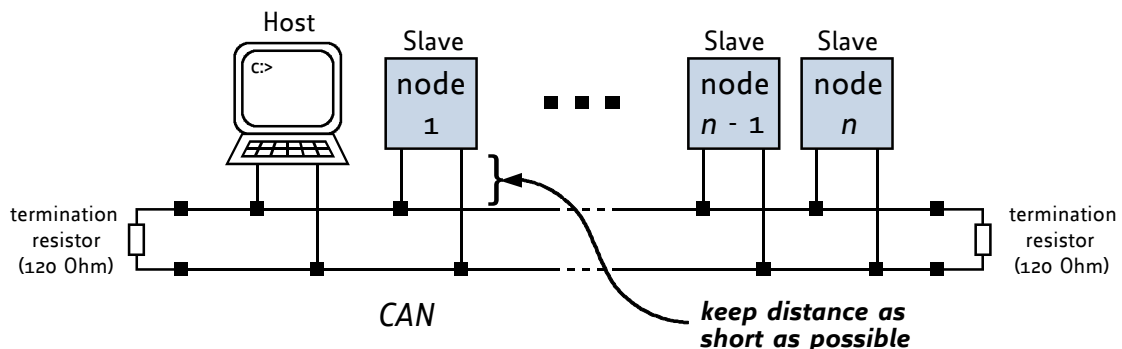 Host
C:>
Slave
node
1
Slave
node
n - 1
Slave
node
n
termination
resistor
(120 Ohm)
termination
resistor
(120 Ohm)
CAN
keep distance as
short as possible